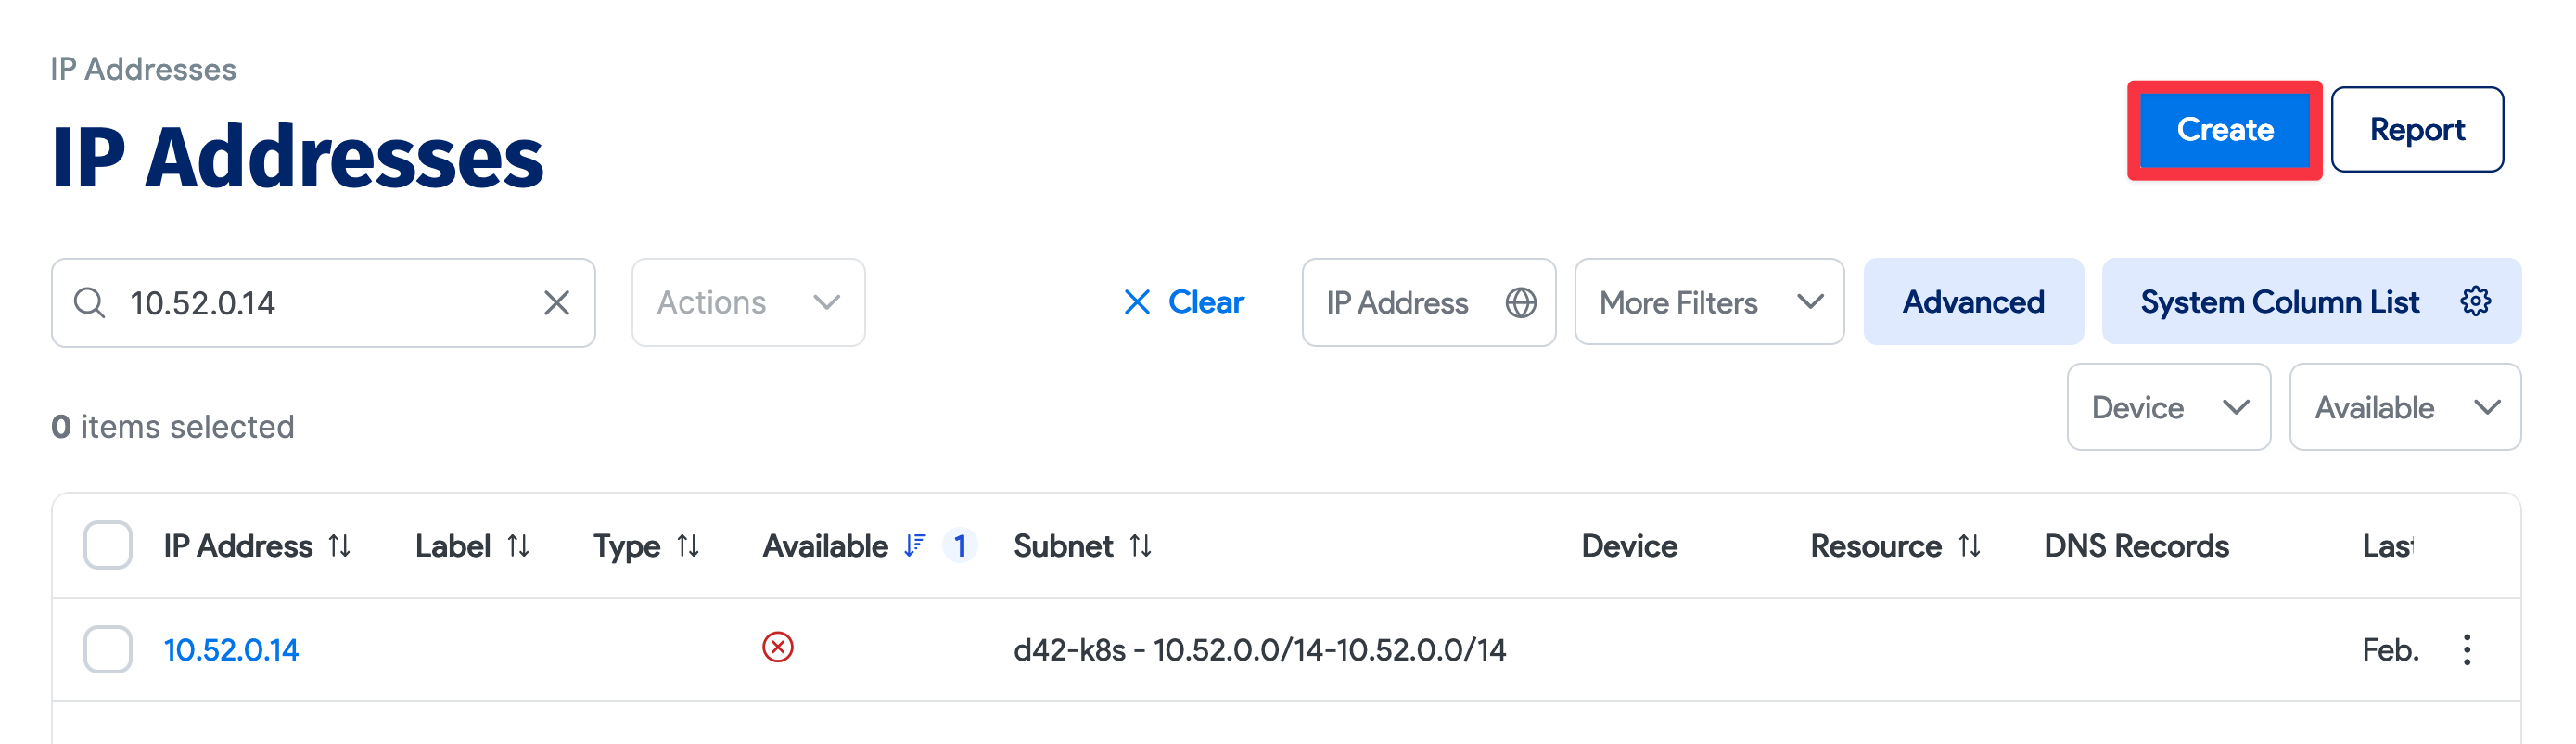 IP Addresses
IP Addresses
Create
Report
10.52.0.14
Actions
Clear
IP Address
More Filters
Advanced
System Column List
Device
Available
0 items selected
IP Address Label Type Available 1 Subnet Device Resource DNS Records Last
10.52.0.14 d42-k8s - 10.52.0.0/14-10.52.0.0/14 Feb.